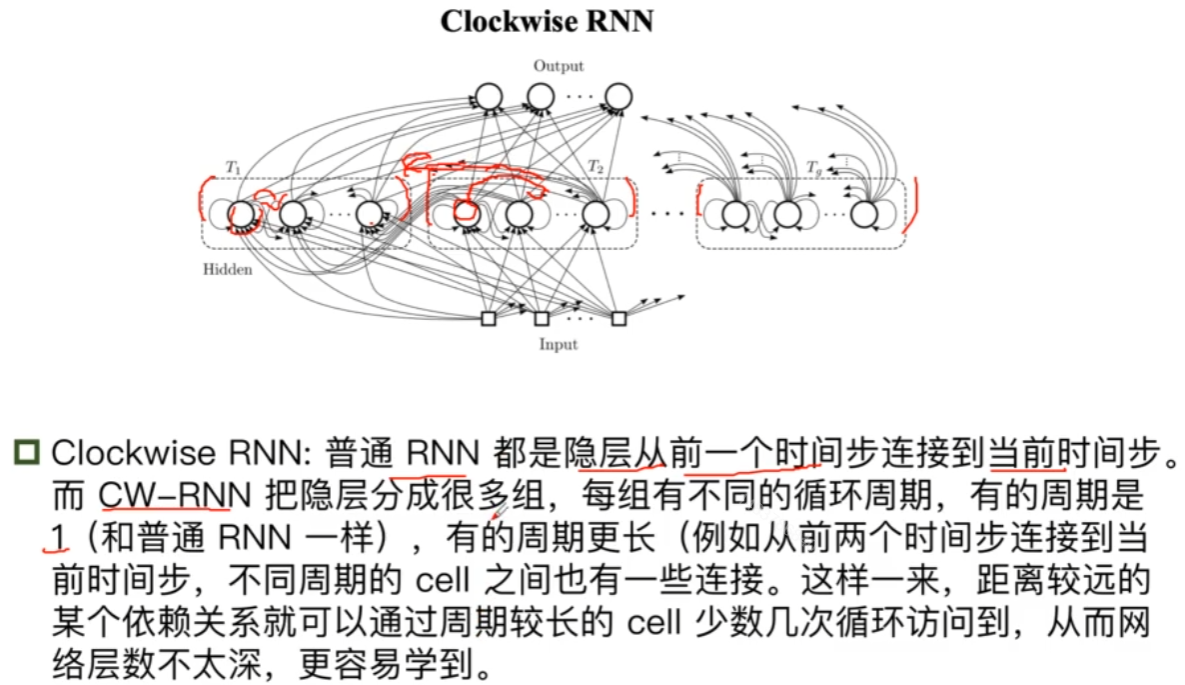 Clockwise RNN
Output
T₁
T₂
T_g
Hidden
Input
Clockwise RNN: 普通 RNN 都是隐层从前一个时间步连接到当前时间步。
而 CW-RNN 把隐层分成很多组，每组有不同的循环周期，有的周期是
1（和普通 RNN 一样），有的周期更长（例如从前两个时间步连接到当
前时间步，不同周期的 cell 之间也有一些连接。这样一来，距离较远的
某个依赖关系就可以通过周期较长的 cell 少数几次循环访问到，从而网
络层数不太深，更容易学到。